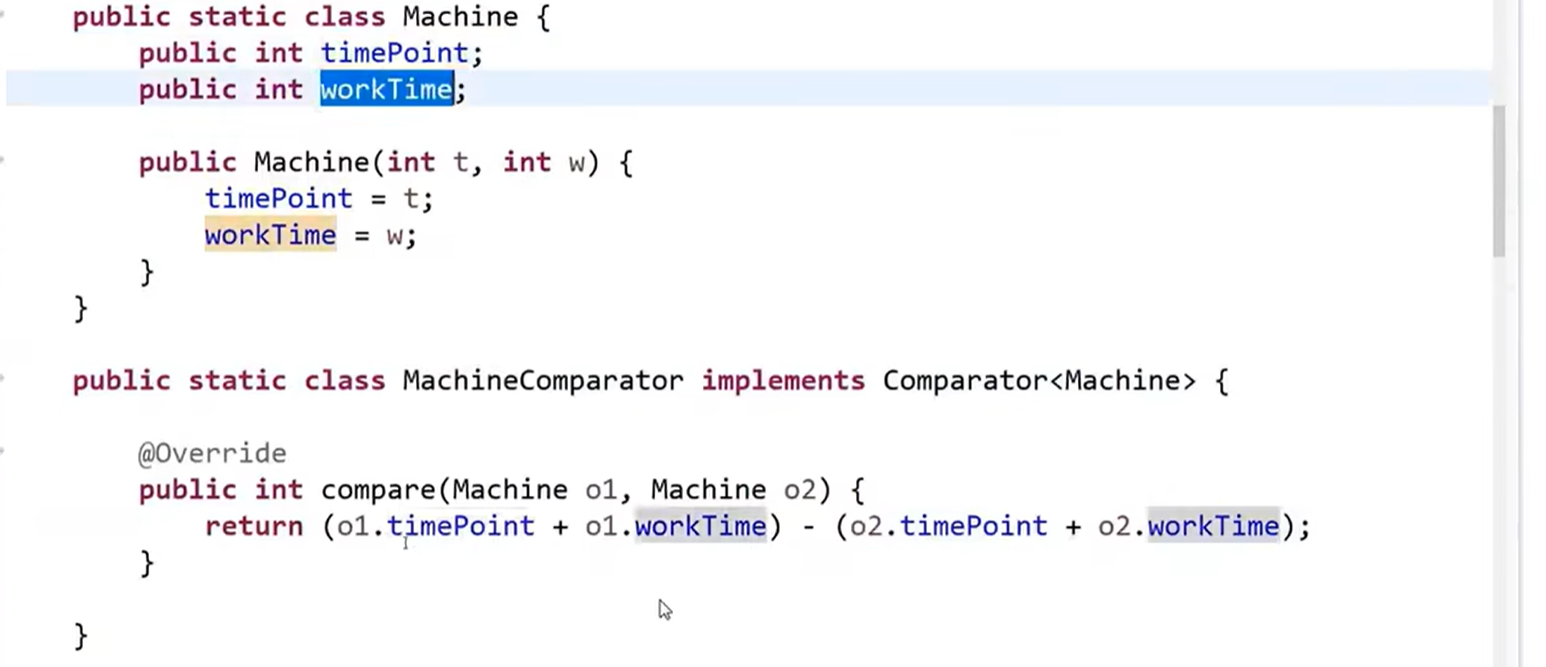 public static class Machine {
public int timePoint;
public int workTime;
public Machine(int t, int w) {
timePoint = t;
workTime = w;
}
}
public static class MachineComparator implements Comparator<Machine> {
@Override
public int compare(Machine o1, Machine o2) {
return (o1.timePoint + o1.workTime) - (o2.timePoint + o2.workTime);
}
}